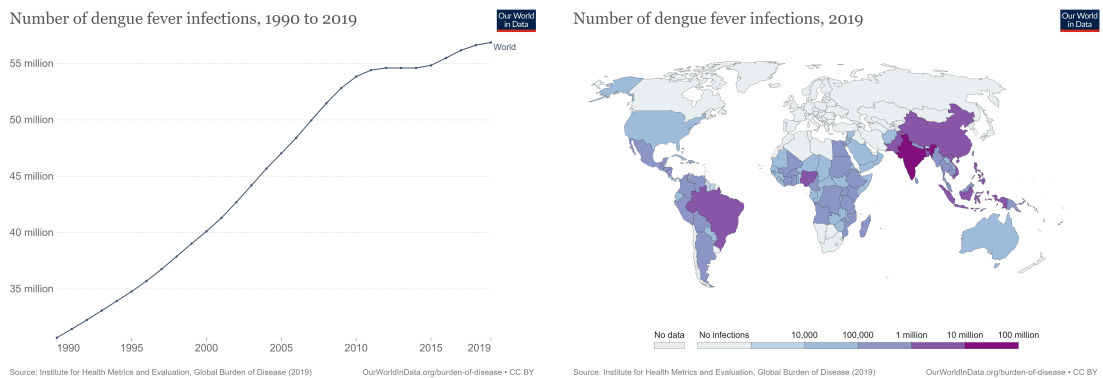 Number of dengue fever infections, 1990 to 2019
Our World
in Data
World
55 million
50 million
45 million
40 million
35 million
1990
1995
2000
2005
2010
2015
2019
Source: Institute for Health Metrics and Evaluation, Global Burden of Disease (2019)
OurWorldInData.org/burden-of-disease • CC BY
Number of dengue fever infections, 2019
Our World
in Data
No data
No infections
10,000
100,000
1 million
10 million
100 million
Source: Institute for Health Metrics and Evaluation, Global Burden of Disease (2019)
OurWorldInData.org/burden-of-disease • CC BY